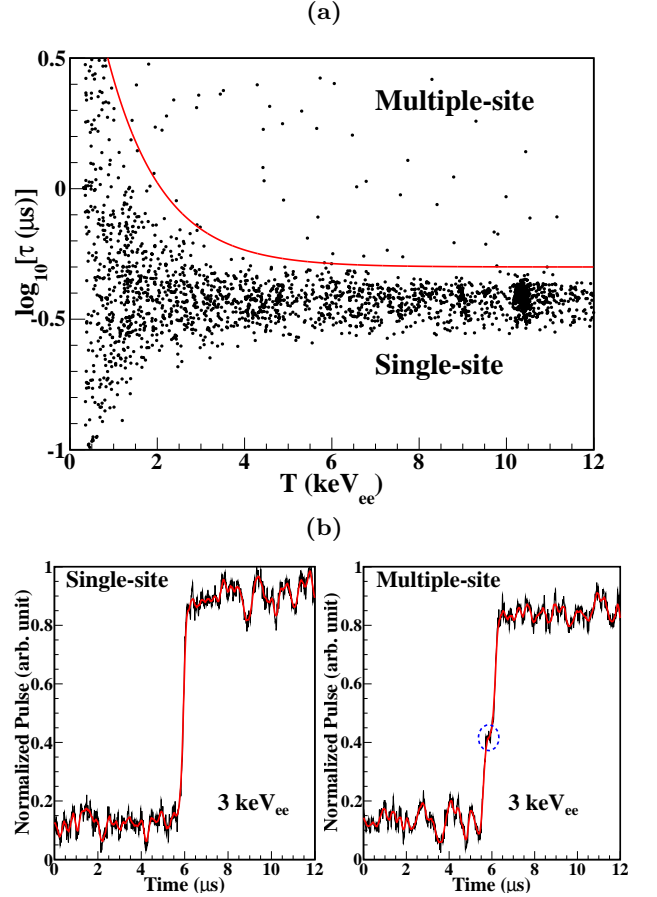 (a)
log₁₀[τ (μs)]
0.5
0
-0.5
-1
Multiple-site
Single-site
0 2 4 6 8 10 12
T (keVₑₑ)
(b)
Normalized Pulse (arb. unit)
1
0.8
0.6
0.4
0.2
0
Single-site
3 keVₑₑ
0 2 4 6 8 10 12
Time (μs)
Normalized Pulse (arb. unit)
1
0.8
0.6
0.4
0.2
0
Multiple-site
3 keVₑₑ
0 2 4 6 8 10 12
Time (μs)